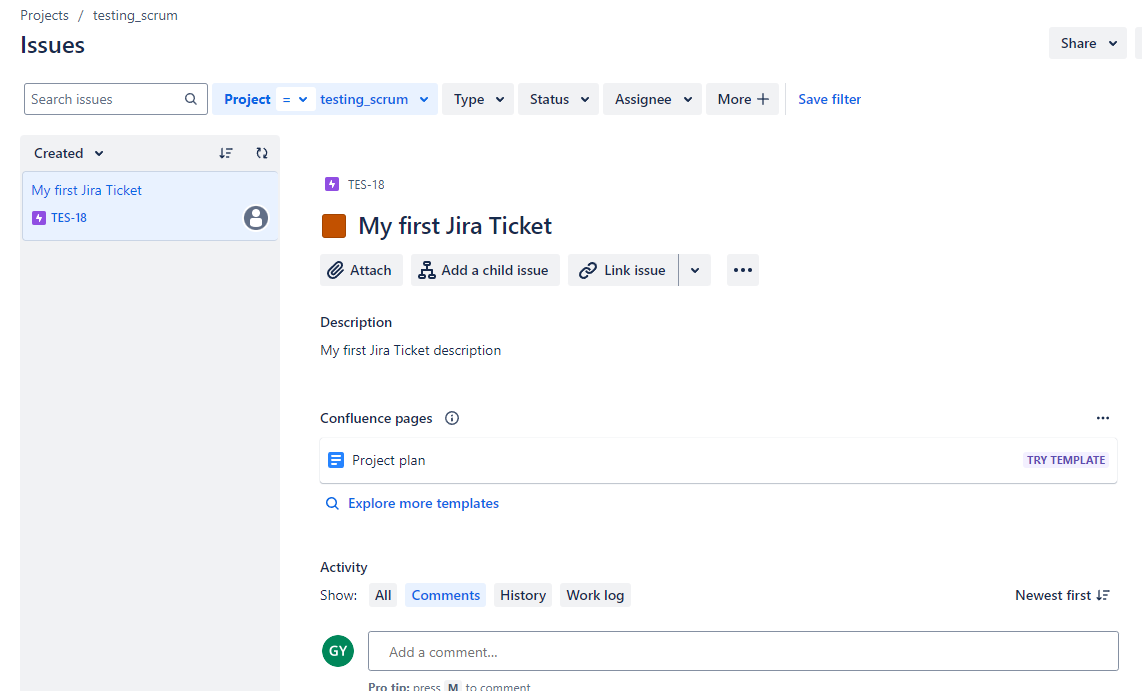 Projects / testing_scrum
Issues
Share
Search issues
Project = testing_scrum Type Status Assignee More + Save filter
Created
My first Jira Ticket
TES-18
TES-18
My first Jira Ticket
Attach Add a child issue Link issue
Description
My first Jira Ticket description
Confluence pages
Project plan TRY TEMPLATE
Explore more templates
Activity
Show: All Comments History Work log Newest first
GY Add a comment...
Pro tip: press M to comment